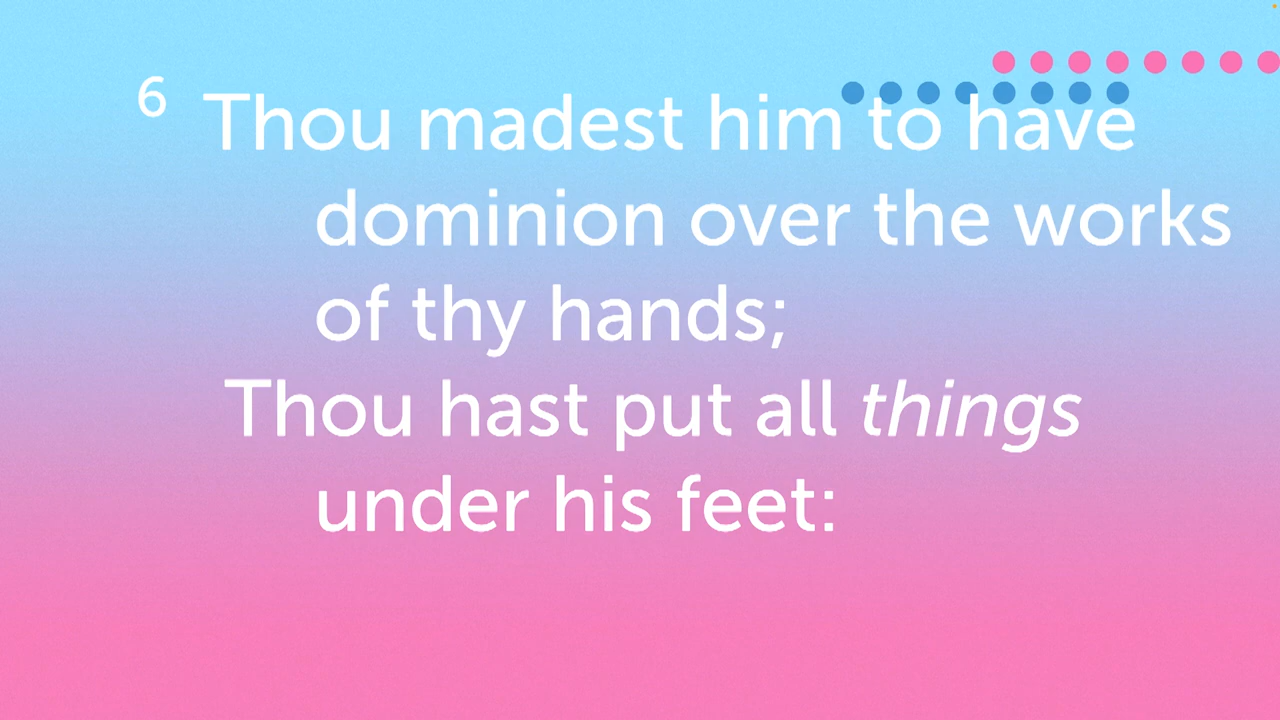 6 Thou madest him to have
dominion over the works
of thy hands;
Thou hast put all things
under his feet: